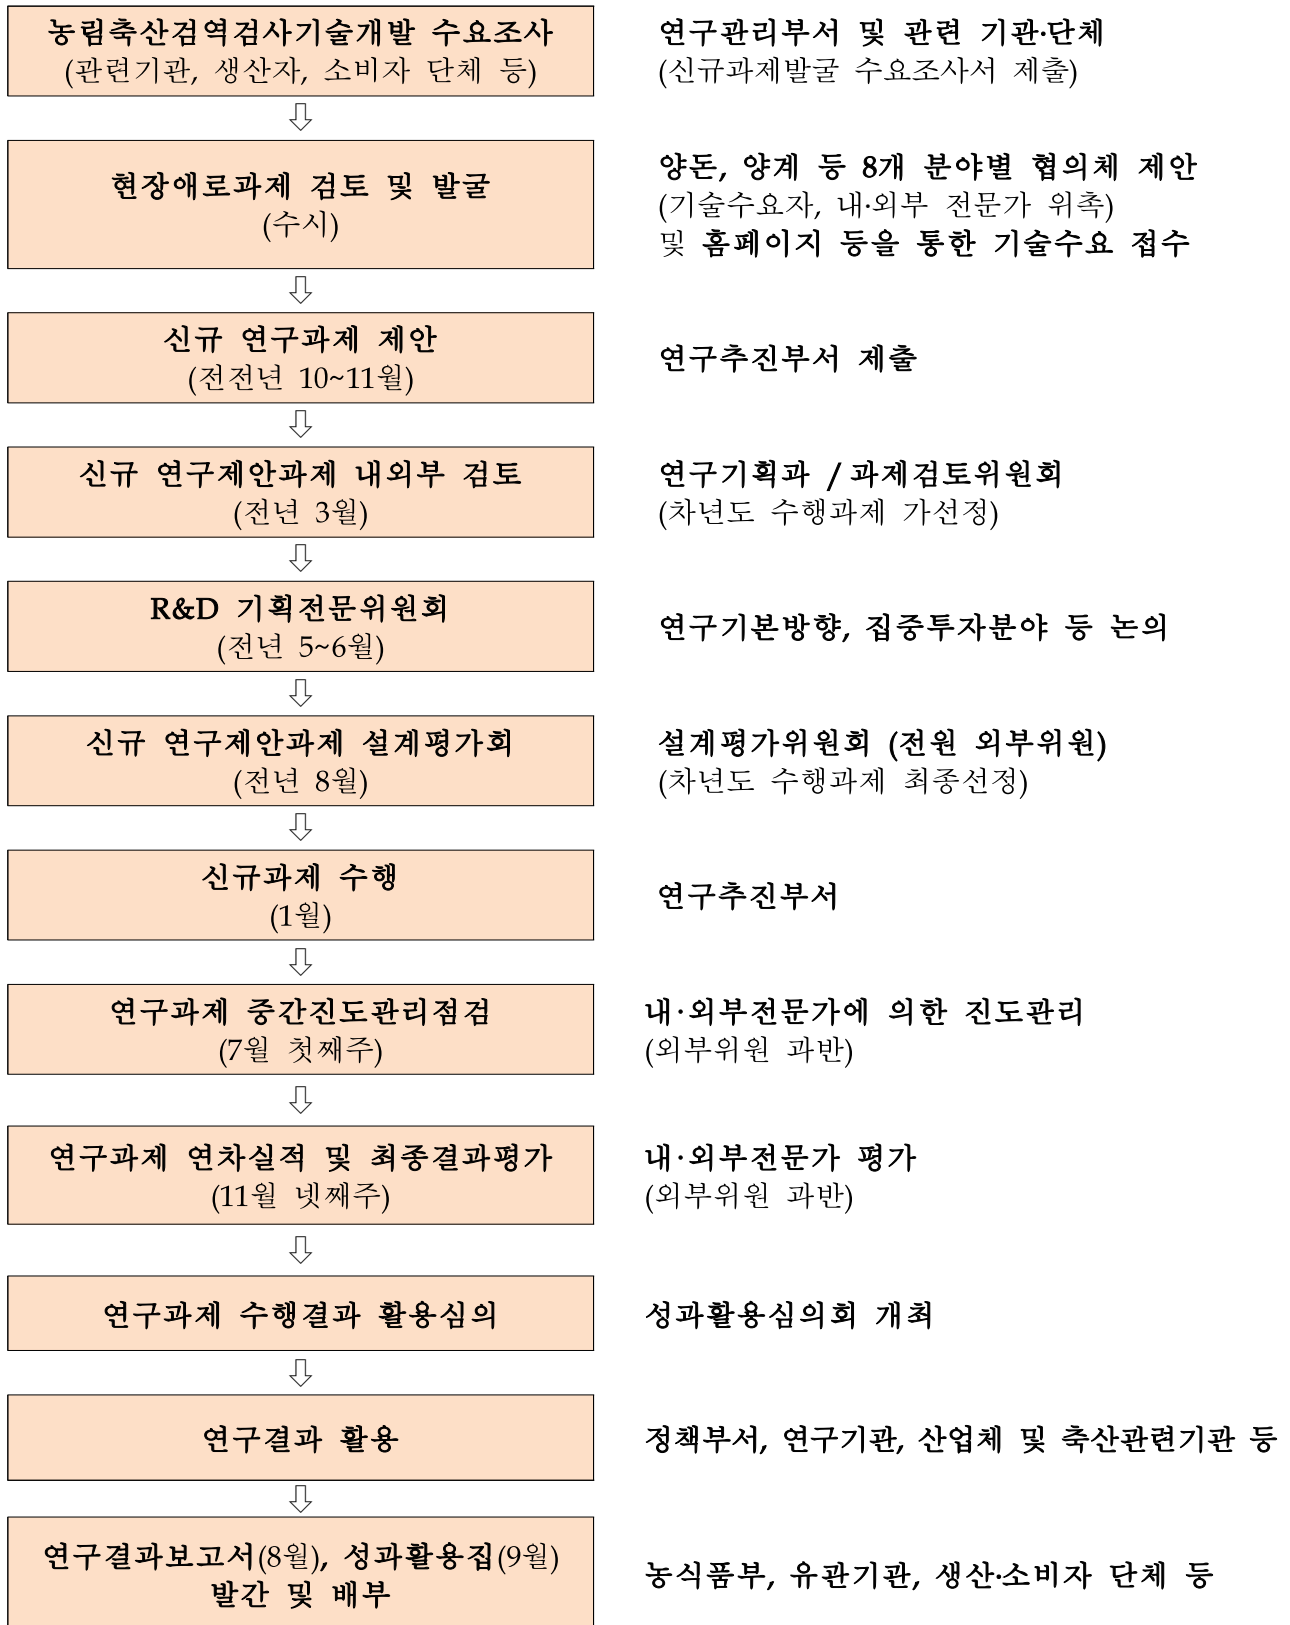 농림축산검역검사기술개발 수요조사
(관련기관, 생산자, 소비자 단체 등)
연구관리부서 및 관련 기관·단체
(신규과제발굴 수요조사서 제출)
현장애로과제 검토 및 발굴
(수시)
양돈, 양계 등 8개 분야별 협의체 제안
(기술수요자, 내·외부 전문가 위촉)
및 홈페이지 등을 통한 기술수요 접수
신규 연구과제 제안
(전전년 10~11월)
연구추진부서 제출
신규 연구제안과제 내외부 검토
(전년 3월)
연구기획과 / 과제검토위원회
(차년도 수행과제 가선정)
R&D 기획전문위원회
(전년 5~6월)
연구기본방향, 집중투자분야 등 논의
신규 연구제안과제 설계평가회
(전년 8월)
설계평가위원회 (전원 외부위원)
(차년도 수행과제 최종선정)
신규과제 수행
(1월)
연구추진부서
연구과제 중간진도관리점검
(7월 첫째주)
내·외부전문가에 의한 진도관리
(외부위원 과반)
연구과제 연차실적 및 최종결과평가
(11월 넷째주)
내·외부전문가 평가
(외부위원 과반)
연구과제 수행결과 활용심의
성과활용심의회 개최
연구결과 활용
정책부서, 연구기관, 산업체 및 축산관련기관 등
연구결과보고서(8월), 성과활용집(9월)
발간 및 배부
농식품부, 유관기관, 생산·소비자 단체 등